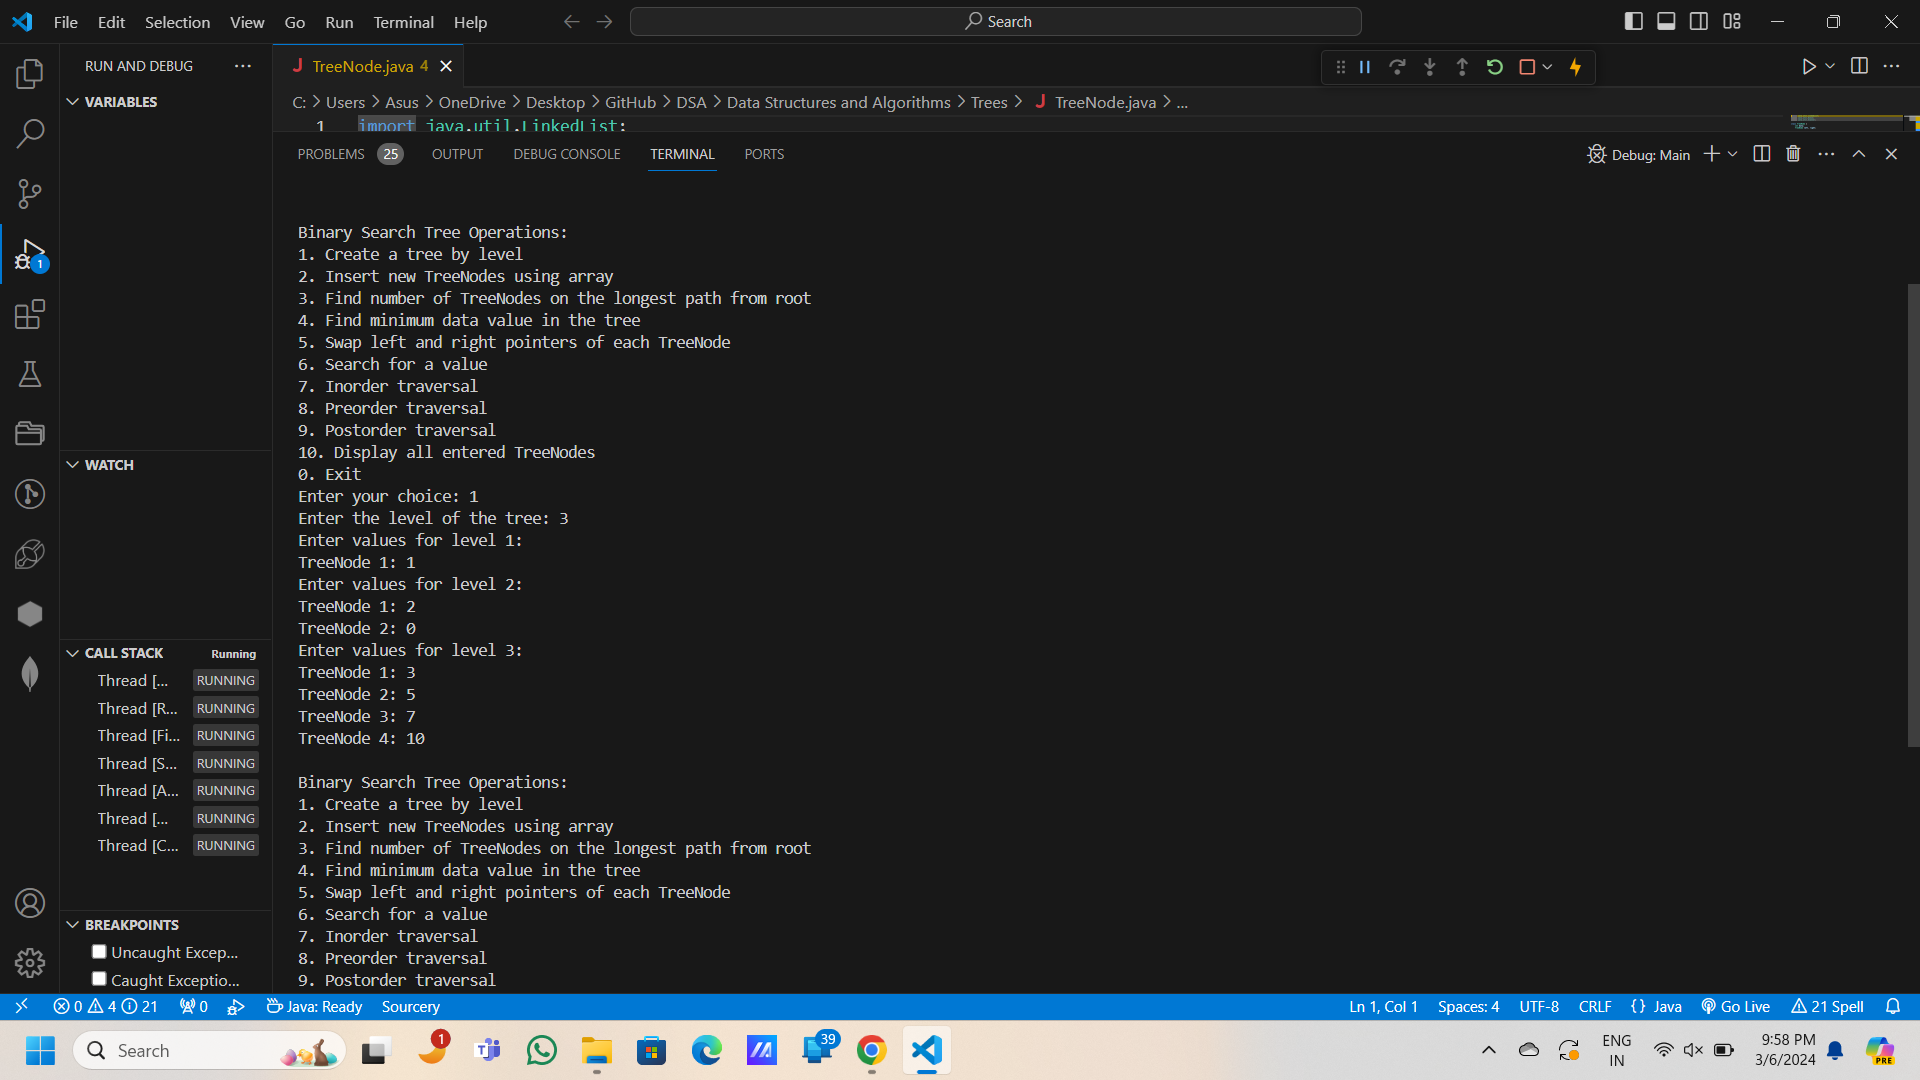 File Edit Selection View Go Run Terminal Help
Search
RUN AND DEBUG
TreeNode.java 4
VARIABLES
C: > Users > Asus > OneDrive > Desktop > GitHub > DSA > Data Structures and Algorithms > Trees > TreeNode.java > ...
1 import java.util.LinkedList;
PROBLEMS 25 OUTPUT DEBUG CONSOLE TERMINAL PORTS
Debug: Main
Binary Search Tree Operations:
1. Create a tree by level
2. Insert new TreeNodes using array
3. Find number of TreeNodes on the longest path from root
4. Find minimum data value in the tree
5. Swap left and right pointers of each TreeNode
6. Search for a value
7. Inorder traversal
8. Preorder traversal
9. Postorder traversal
10. Display all entered TreeNodes
0. Exit
Enter your choice: 1
Enter the level of the tree: 3
Enter values for level 1:
TreeNode 1: 1
Enter values for level 2:
TreeNode 1: 2
TreeNode 2: 0
Enter values for level 3:
TreeNode 1: 3
TreeNode 2: 5
TreeNode 3: 7
TreeNode 4: 10
Binary Search Tree Operations:
1. Create a tree by level
2. Insert new TreeNodes using array
3. Find number of TreeNodes on the longest path from root
4. Find minimum data value in the tree
5. Swap left and right pointers of each TreeNode
6. Search for a value
7. Inorder traversal
8. Preorder traversal
9. Postorder traversal
1
WATCH
CALL STACK Running
Thread [... RUNNING
Thread [R... RUNNING
Thread [Fi... RUNNING
Thread [S... RUNNING
Thread [A... RUNNING
Thread [... RUNNING
Thread [C... RUNNING
BREAKPOINTS
Uncaught Excep...
Caught Exceptio...
0 4 21 0 Java: Ready Sourcery
Ln 1, Col 1 Spaces: 4 UTF-8 CRLF {} Java Go Live 21 Spell
Search
1
39
ENG
IN
9:58 PM
3/6/2024
PRE